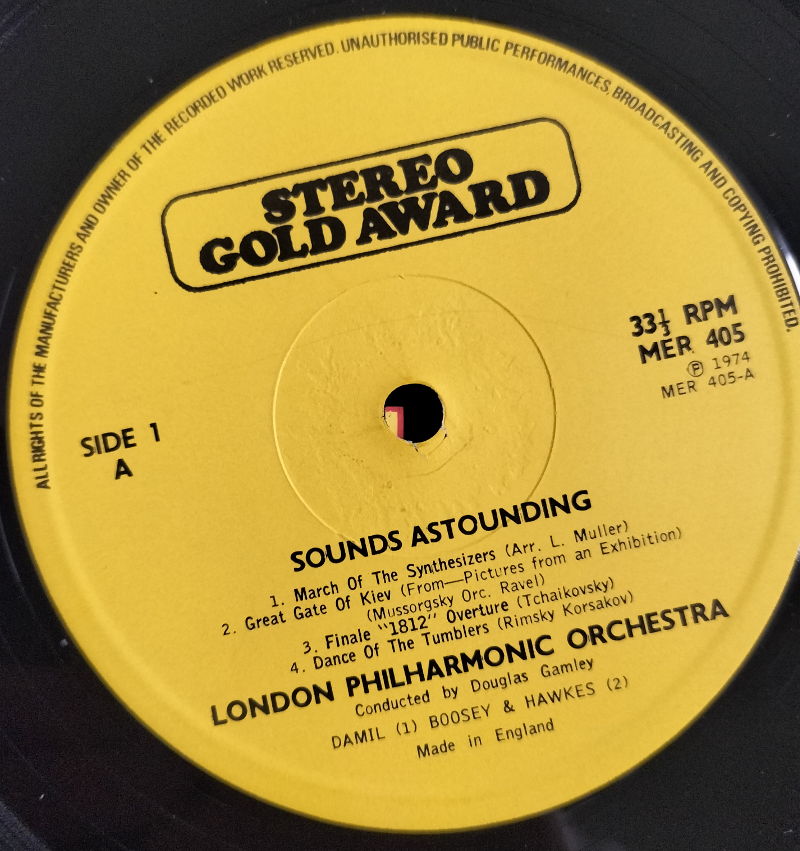 ALL RIGHTS OF THE MANUFACTURERS AND OWNER OF THE RECORDED WORK RESERVED. UNAUTHORISED PUBLIC PERFORMANCES, BROADCASTING AND COPYING PROHIBITED.
STEREO
GOLD AWARD
33⅓ RPM
MER 405
℗ 1974
MER 405-A
SIDE 1
A
SOUNDS ASTOUNDING
1. March Of The Synthesizers (Arr. L. Muller)
2. Great Gate Of Kiev (From—Pictures from an Exhibition)
(Mussorgsky Orc. Ravel)
3. Finale "1812" Overture (Tchaikovsky)
4. Dance Of The Tumblers (Rimsky Korsakov)
LONDON PHILHARMONIC ORCHESTRA
Conducted by Douglas Gamley
DAMIL (1) BOOSEY & HAWKES (2)
Made in England